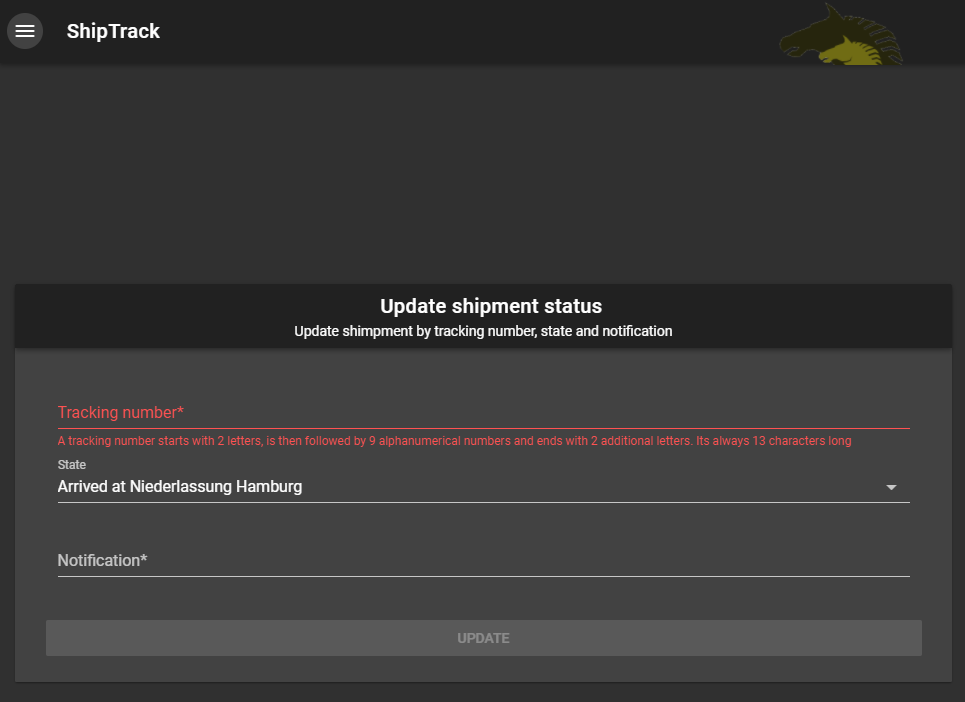 ShipTrack
Update shipment status
Update shimpment by tracking number, state and notification
Tracking number*
A tracking number starts with 2 letters, is then followed by 9 alphanumerical numbers and ends with 2 additional letters. Its always 13 characters long
State
Arrived at Niederlassung Hamburg
Notification*
UPDATE